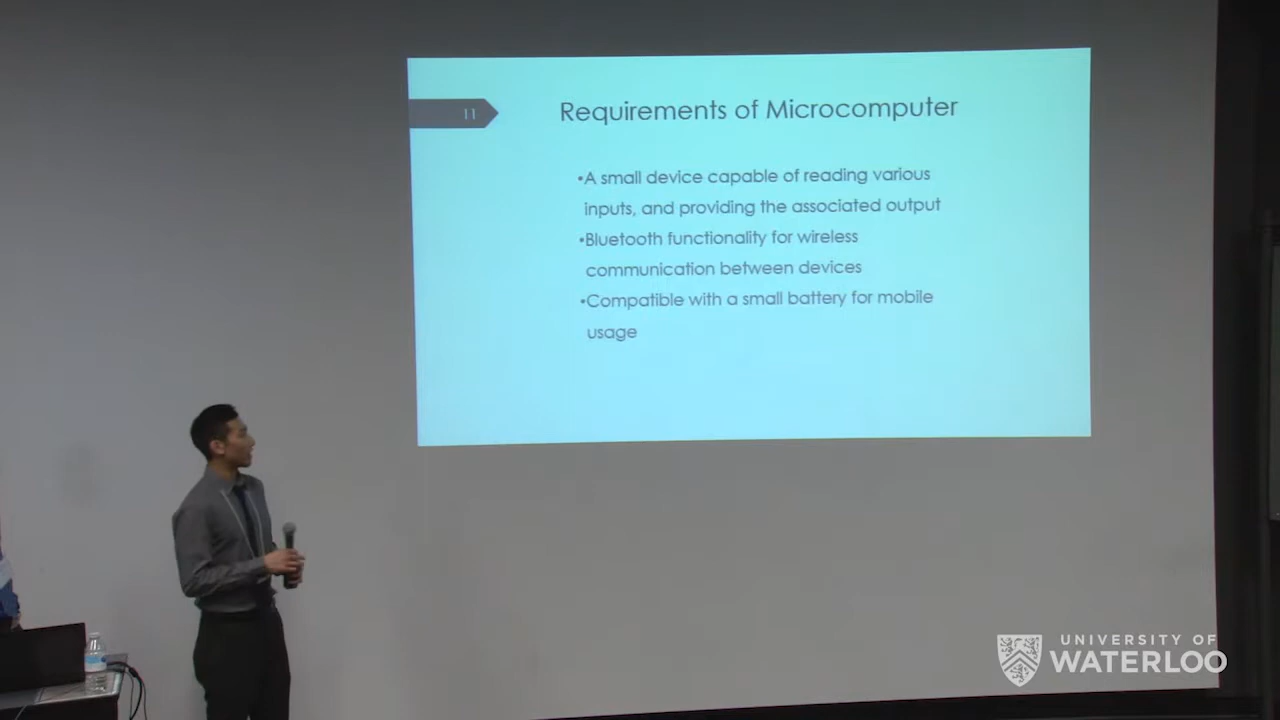 11
Requirements of Microcomputer
•A small device capable of reading various
inputs, and providing the associated output
•Bluetooth functionality for wireless
communication between devices
•Compatible with a small battery for mobile
usage
UNIVERSITY OF
WATERLOO